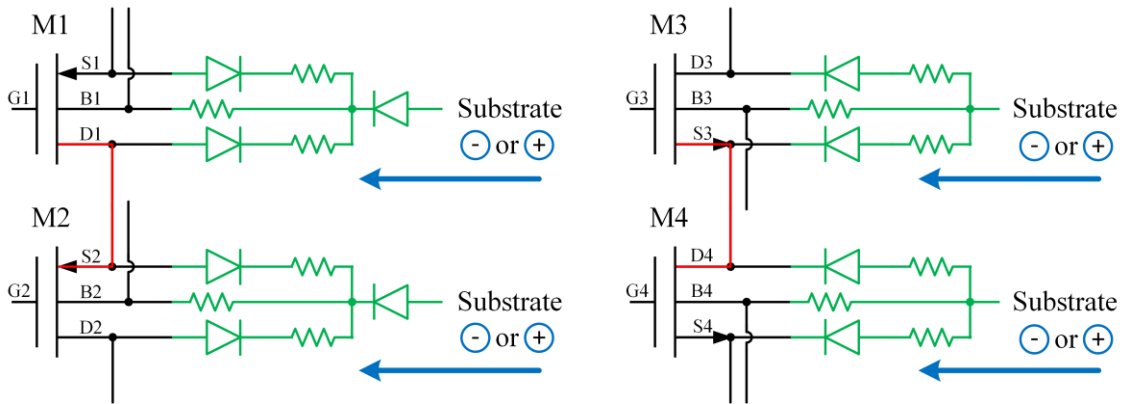 M1
S1
G1
B1
D1
Substrate
- or +
M2
S2
G2
B2
D2
Substrate
- or +
M3
D3
G3
B3
S3
Substrate
- or +
M4
D4
G4
B4
S4
Substrate
- or +